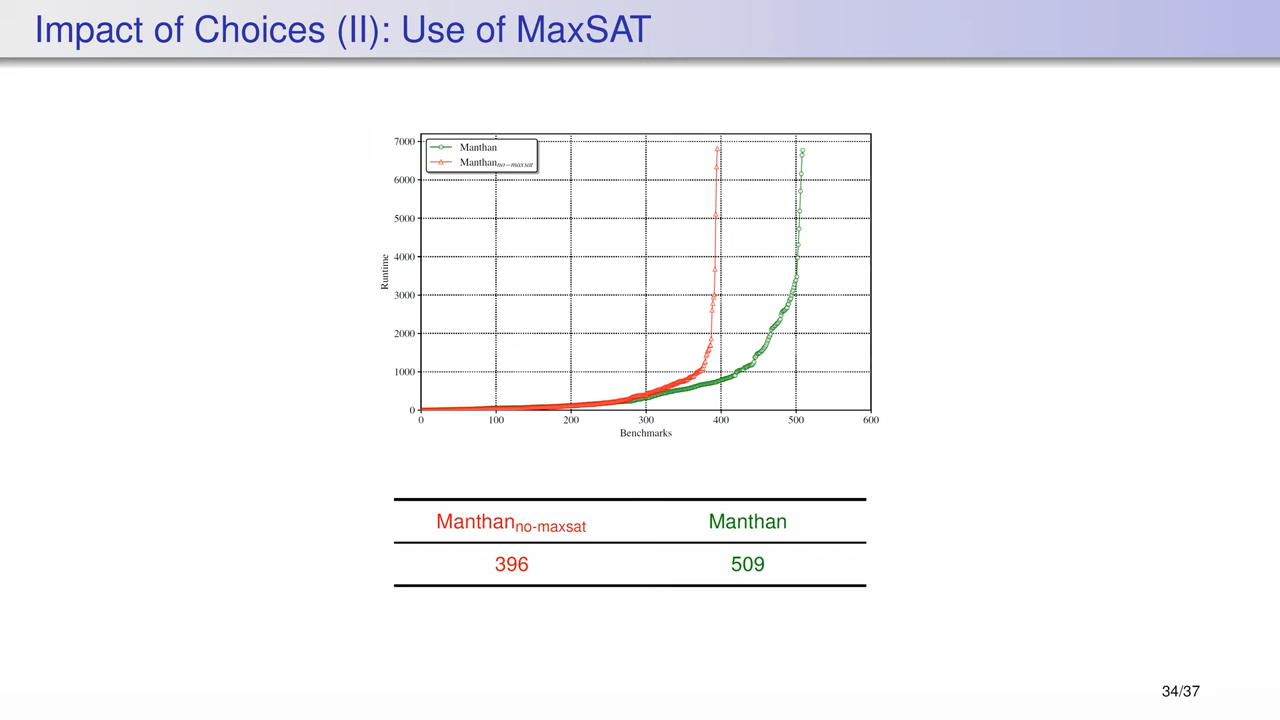 Impact of Choices (II): Use of MaxSAT
7000
6000
5000
4000
3000
2000
1000
0
Runtime
Manthan
Manthanno−maxsat
0 100 200 300 400 500 600
Benchmarks
Manthanno-maxsat Manthan
396 509
34/37